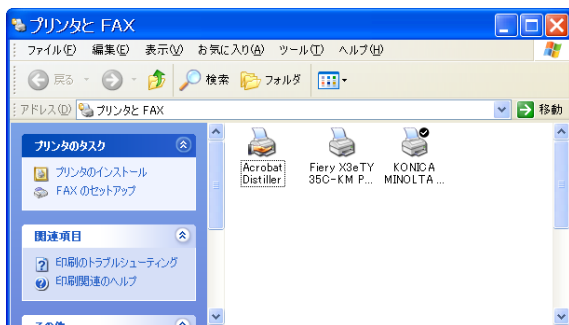 プリンタと FAX
ファイル(F) 編集(E) 表示(V) お気に入り(A) ツール(T) ヘルプ(H)
戻る 検索 フォルダ
アドレス(D) プリンタと FAX 移動
プリンタのタスク
プリンタのインストール
FAX のセットアップ
関連項目
印刷のトラブルシューティング
印刷関連のヘルプ
その他
Acrobat
Distiller
Fiery X3eTY
35C-KM P...
KONICA
MINOLTA ...